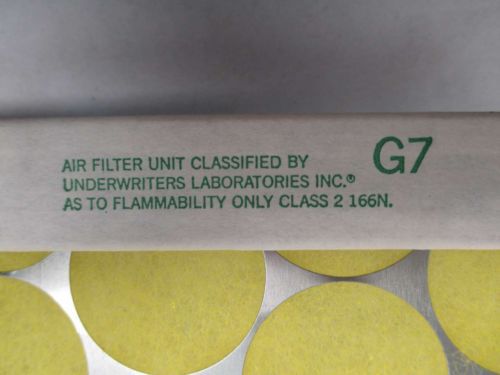 AIR FILTER UNIT CLASSIFIED BY G7
UNDERWRITERS LABORATORIES INC.®
AS TO FLAMMABILITY ONLY CLASS 2 166N.